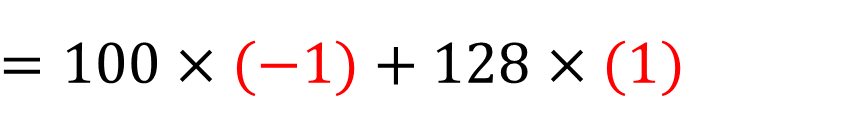 = 100 × (−1) + 128 × (1)